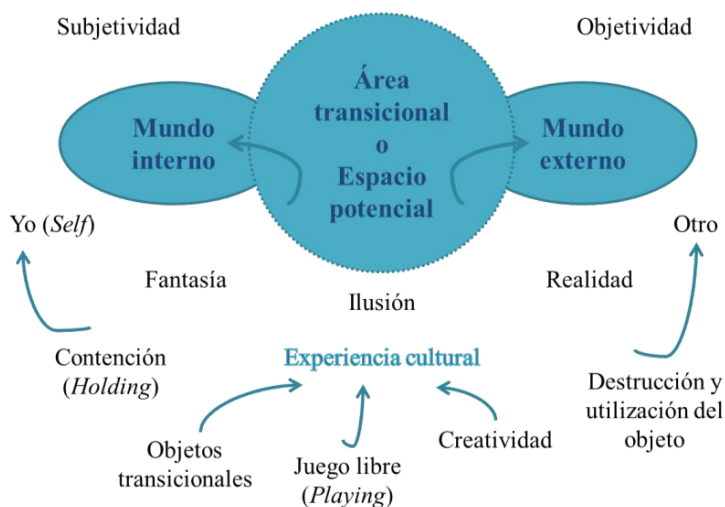 Subjetividad
Objetividad
Área
transicional
o
Espacio
potencial
Mundo
interno
Mundo
externo
Yo (Self)
Otro
Fantasía
Ilusión
Realidad
Contención
(Holding)
Experiencia cultural
Destrucción y
utilización del
objeto
Objetos
transicionales
Juego libre
(Playing)
Creatividad